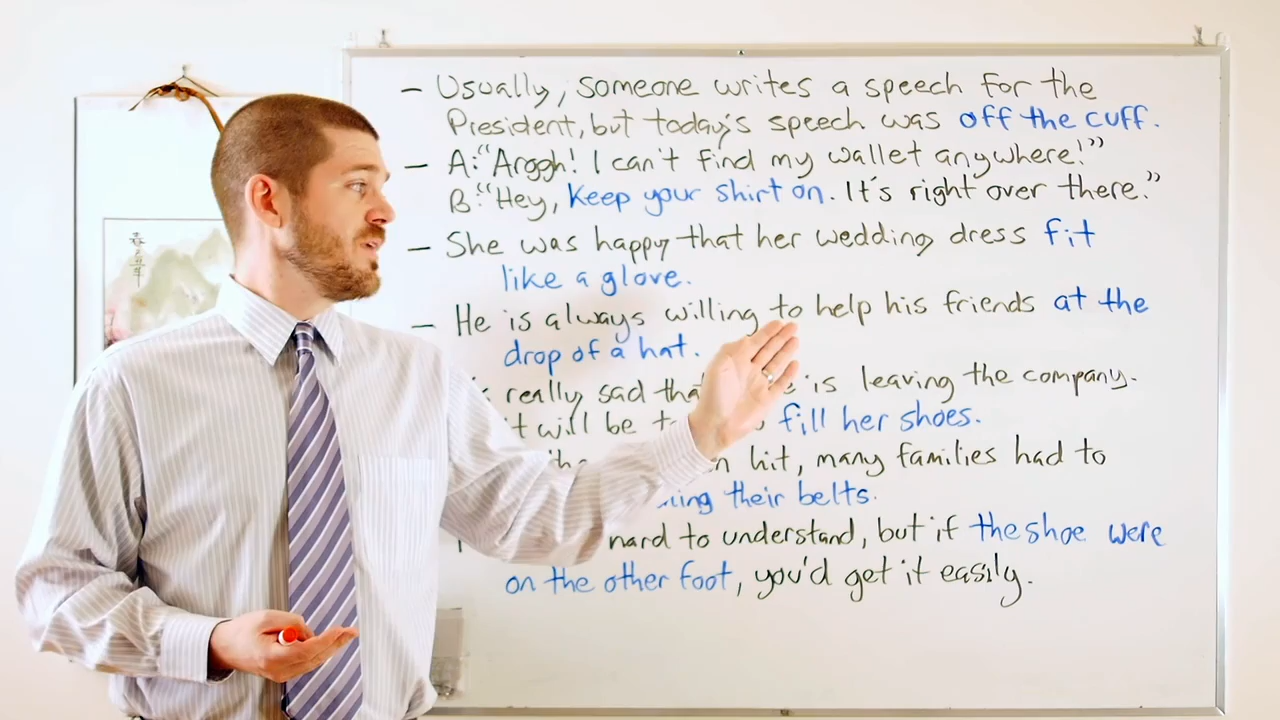 - Usually, someone writes a speech for the
President, but today's speech was off the cuff.
- A: "Arggh! I can't find my wallet anywhere!"
B: "Hey, keep your shirt on. It's right over there."
- She was happy that her wedding dress fit
like a glove.
- He is always willing to help his friends at the
drop of a hat.
really sad is leaving the company.
it will be fill her shoes.
hit, many families had to
their belts.
hard to understand, but if the shoe were
on the other foot, you'd get it easily.